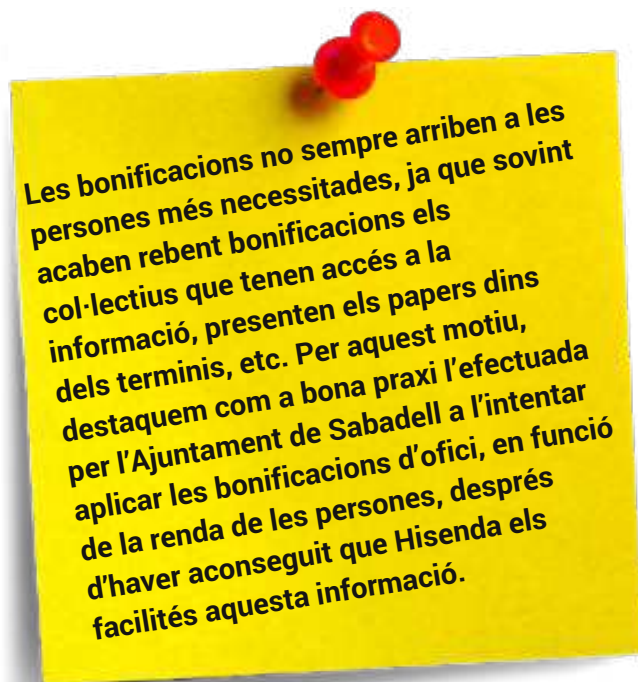 Les bonificacions no sempre arriben a les
persones més necessitades, ja que sovint
acaben rebent bonificacions els
col·lectius que tenen accés a la
informació, presenten els papers dins
dels terminis, etc. Per aquest motiu,
destaquem com a bona praxi l'efectuada
per l'Ajuntament de Sabadell a l'intentar
aplicar les bonificacions d'ofici, en funció
de la renda de les persones, després
d'haver aconseguit que Hisenda els
facilités aquesta informació.